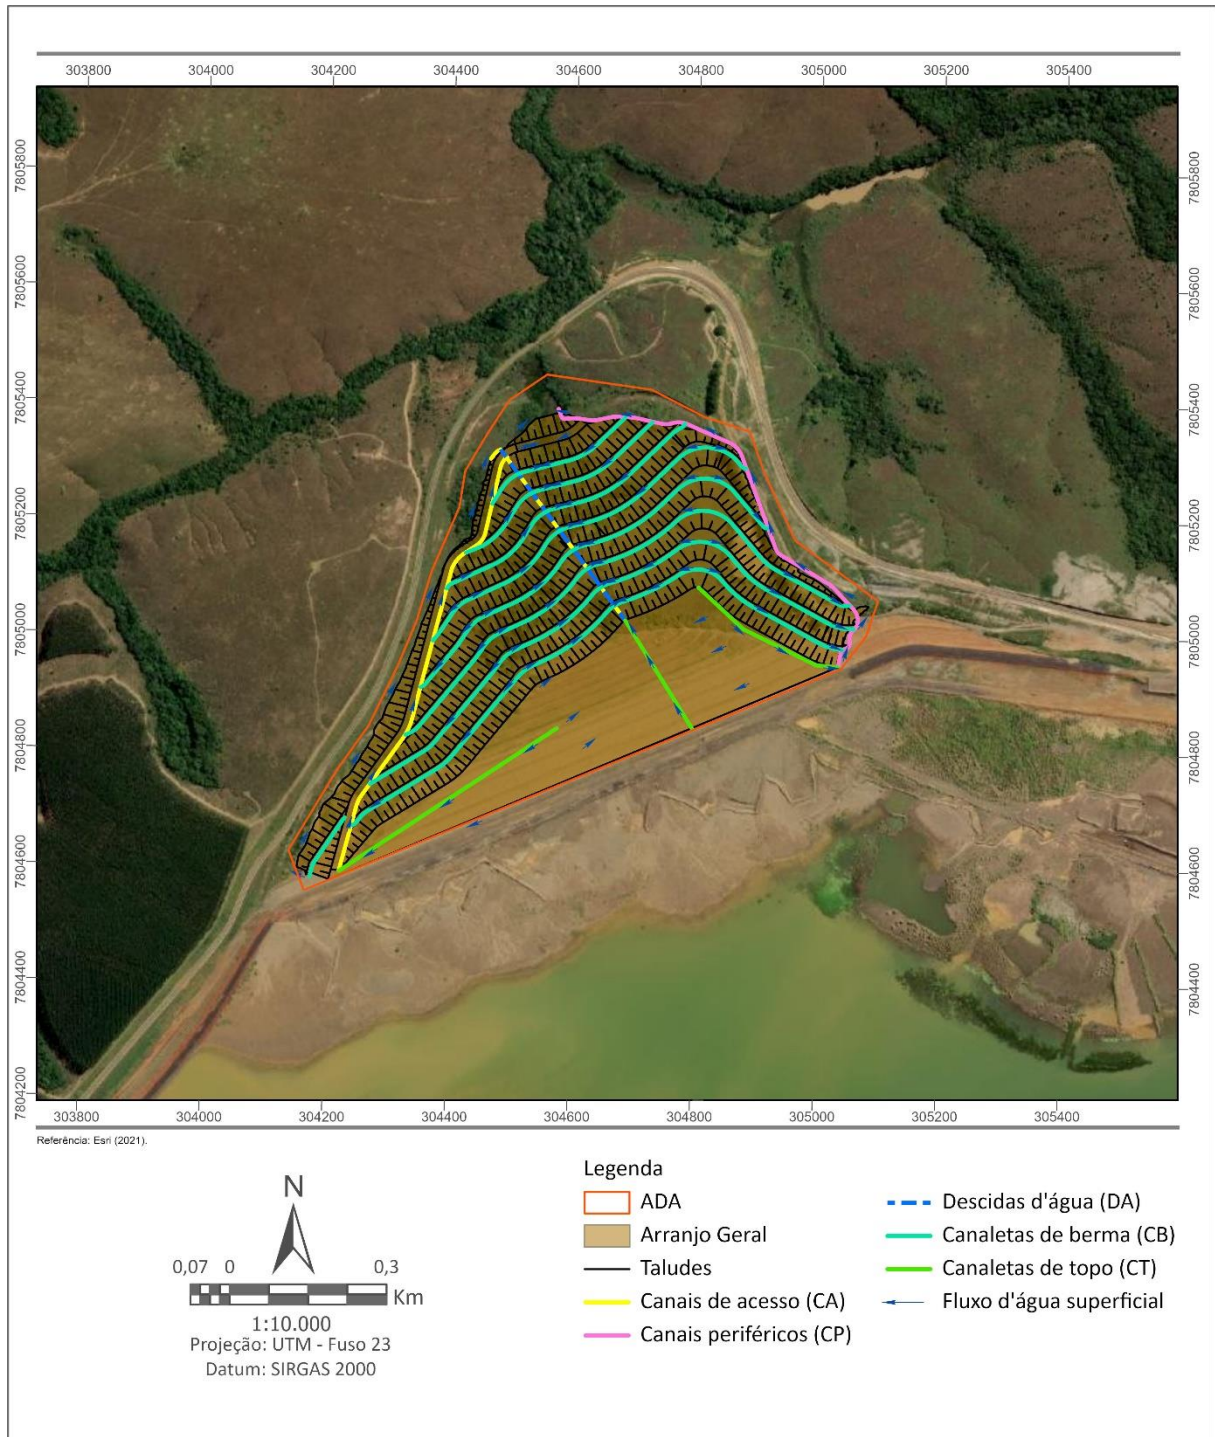 303800 304000 304200 304400 304600 304800 305000 305200 305400
7805800 7805800
7805600 7805600
7805400 7805400
7805200 7805200
7805000 7805000
7804800 7804800
7804600 7804600
7804400 7804400
7804200
303800 304000 304200 304400 304600 304800 305000 305200 305400
Referência: Esri (2021).
N
0,07 0 0,3
Km
1:10.000
Projeção: UTM - Fuso 23
Datum: SIRGAS 2000
Legenda
ADA
Arranjo Geral
Taludes
Canais de acesso (CA)
Canais periféricos (CP)
Descidas d'água (DA)
Canaletas de berma (CB)
Canaletas de topo (CT)
Fluxo d'água superficial